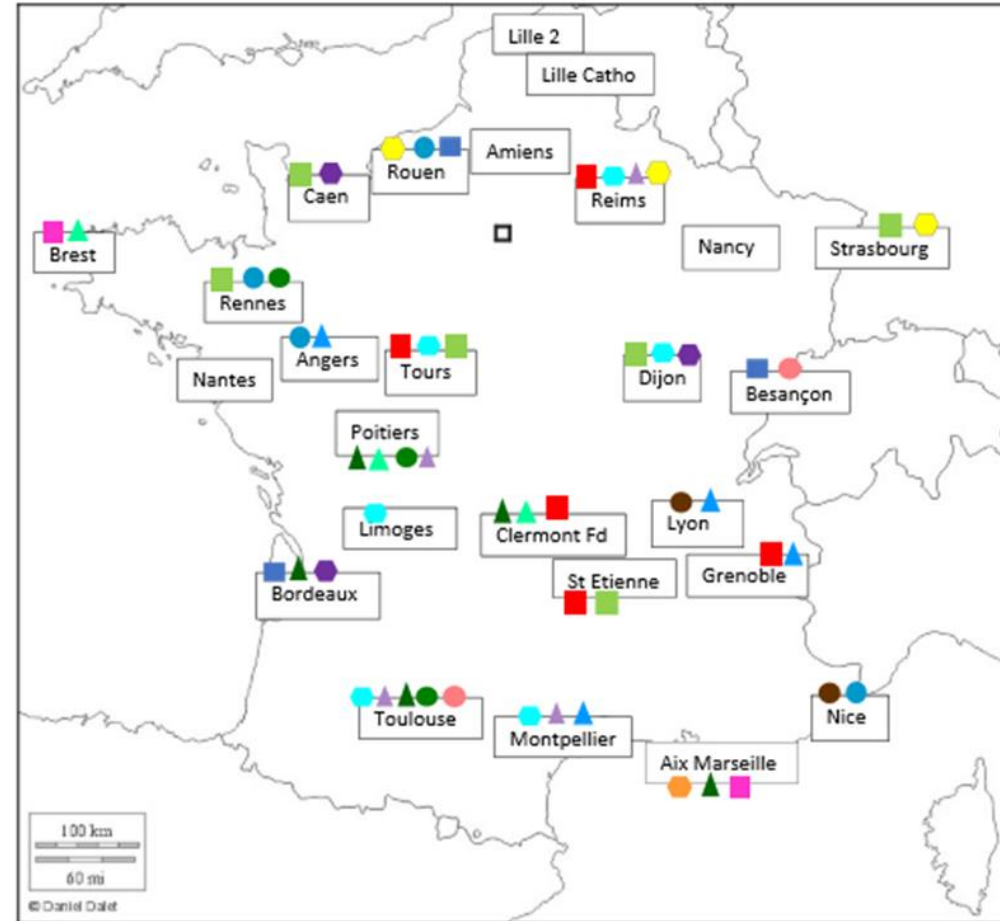 Lille 2
Lille Catho
Amiens
Rouen
Caen
Reims
Nancy
Strasbourg
Brest
Rennes
Angers
Tours
Nantes
Dijon
Besançon
Poitiers
Limoges
Clermont Fd
Lyon
St Etienne
Grenoble
Bordeaux
Toulouse
Montpellier
Nice
Aix Marseille
100 km
60 mi
© Daniel Dalet